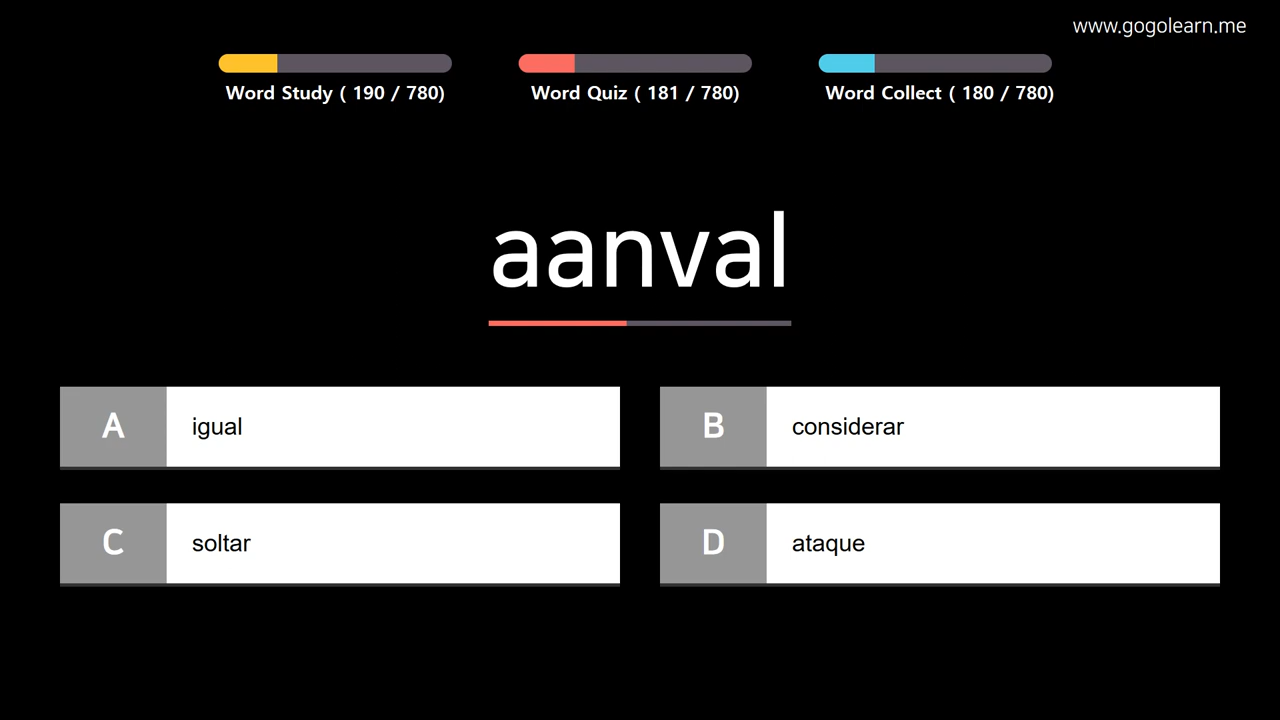 www.gogolearn.me
Word Study ( 190 / 780)
Word Quiz ( 181 / 780)
Word Collect ( 180 / 780)
aanval
A igual
B considerar
C soltar
D ataque